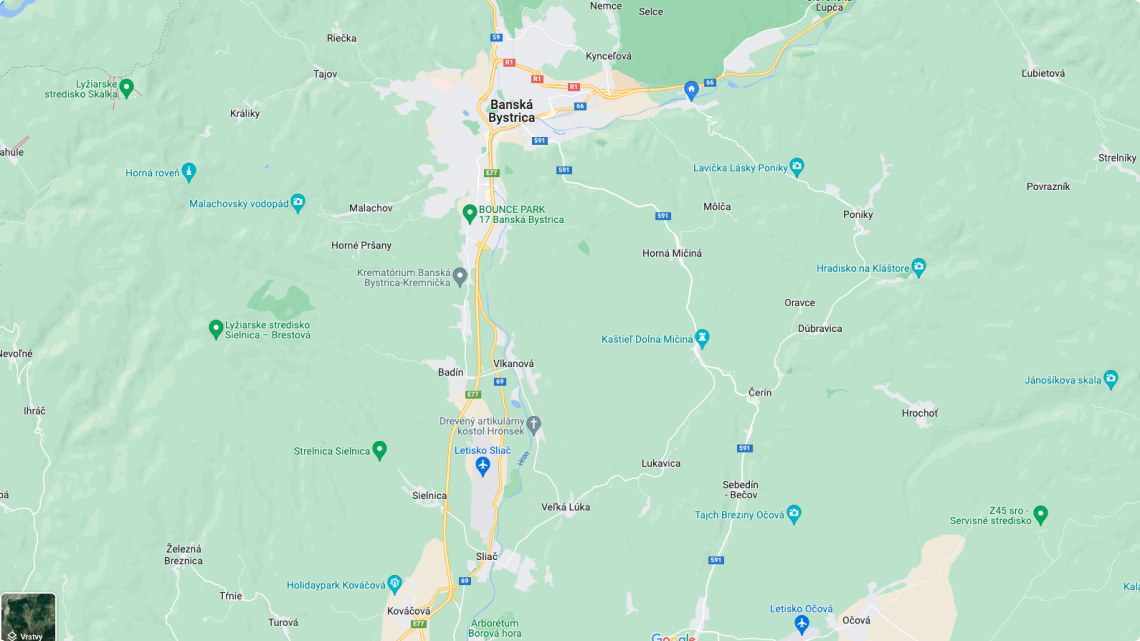 Nemce
Selce
Ľupča
59
Riečka
R1
Kynceľová
Tajov
R1
R1
66
Ľubietová
Lyžiarske
stredisko Skalka
Banská
Bystrica
66
Králiky
591
Strelníky
Horná roveň
E77
591
Lavička Lásky Poniky
Povrazník
Malachovský vodopád
Malachov
BOUNCE PARK
17 Banská Bystrica
591
Môlča
Poniky
Horné Pršany
Horná Mičiná
Krematórium Banská
Bystrica-Kremnička
Hradisko na Kláštore
Oravce
Lyžiarske stredisko
Sielnica – Brestová
Dúbravica
Kaštieľ Dolná Mičiná
Vlkanová
Badín
69
Jánošíkova skala
E77
Čerín
Ihráč
Hrochoť
Drevený artikulárny
kostol Hronsek
Strelnica Sielnica
Letisko Sliač
Hron
591
Lukavica
Sielnica
Sebedín
- Bečov
Veľká Lúka
Tajch Breziny Očová
Z45 sro -
Servisné stredisko
Železná
Breznica
Sliač
591
69
Holidaypark Kováčová
Tŕnie
Kováčová
Letisko Očová
Turová
E77
Arborétum
Borová hora
Očová
Vrstvy
Google